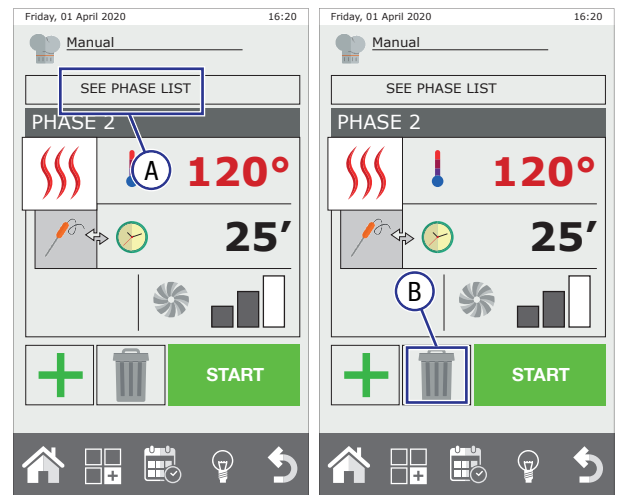 Friday, 01 April 2020 16:20
Manual
SEE PHASE LIST
PHASE 2
A
120°
25′
START
Friday, 01 April 2020 16:20
Manual
SEE PHASE LIST
PHASE 2
120°
25′
B
START